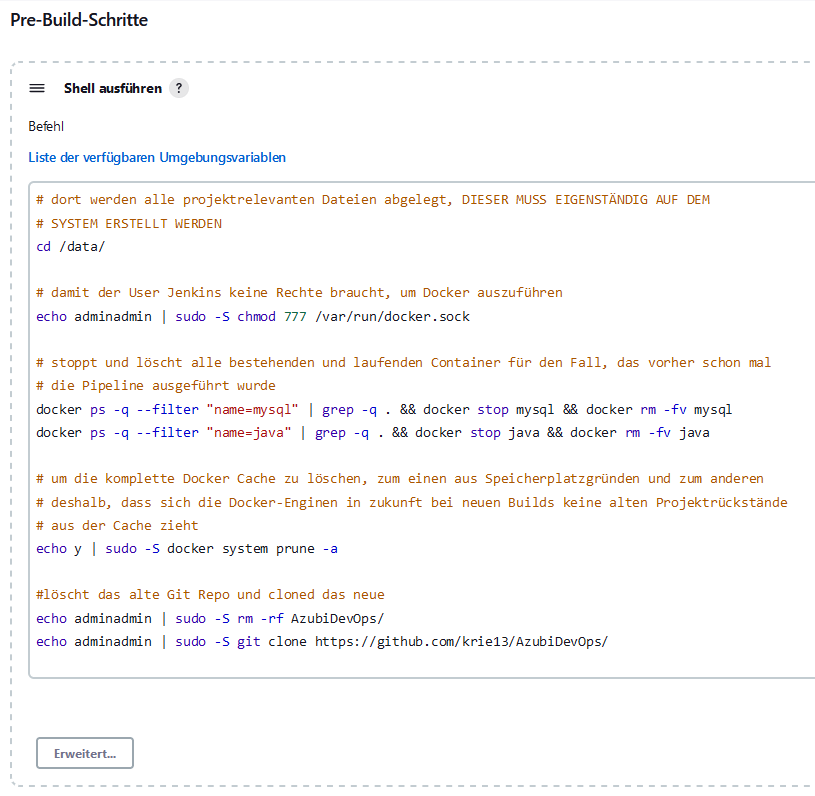 Pre-Build-Schritte
Shell ausführen ?
Befehl
Liste der verfügbaren Umgebungsvariablen
# dort werden alle projektrelevanten Dateien abgelegt, DIESER MUSS EIGENSTÄNDIG AUF DEM
# SYSTEM ERSTELLT WERDEN
cd /data/
# damit der User Jenkins keine Rechte braucht, um Docker auszuführen
echo adminadmin | sudo -S chmod 777 /var/run/docker.sock
# stoppt und löscht alle bestehenden und laufenden Container für den Fall, das vorher schon mal
# die Pipeline ausgeführt wurde
docker ps -q --filter "name=mysql" | grep -q . && docker stop mysql && docker rm -fv mysql
docker ps -q --filter "name=java" | grep -q . && docker stop java && docker rm -fv java
# um die komplette Docker Cache zu löschen, zum einen aus Speicherplatzgründen und zum anderen
# deshalb, dass sich die Docker-Enginen in zukunft bei neuen Builds keine alten Projektrückstände
# aus der Cache zieht
echo y | sudo -S docker system prune -a
#löscht das alte Git Repo und cloned das neue
echo adminadmin | sudo -S rm -rf AzubiDevOps/
echo adminadmin | sudo -S git clone https://github.com/krie13/AzubiDevOps/
Erweitert...